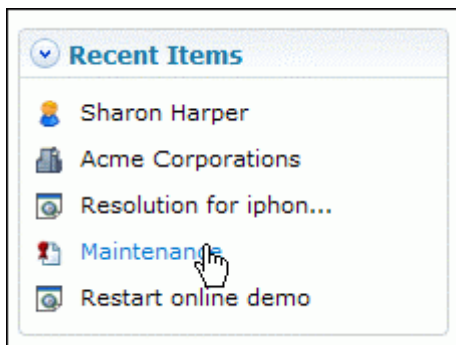 Recent Items
Sharon Harper
Acme Corporations
Resolution for iphon...
Maintenance
Restart online demo